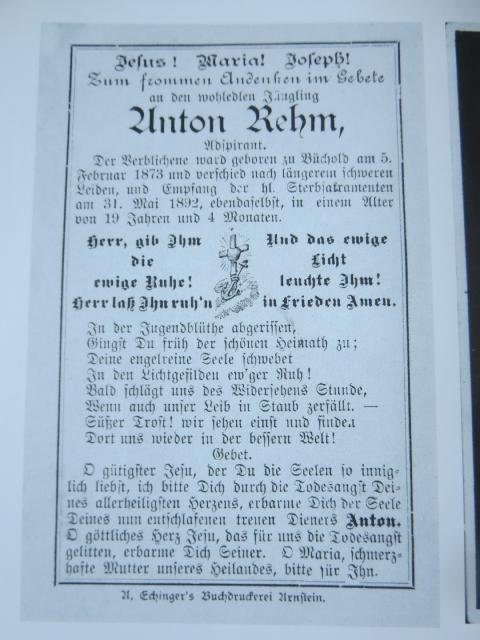 Jesus! Maria! Joseph!
Zum frommen Andenken im Gebete
an den wohledlen Jüngling
Anton Rehm,
Adspirant.
Der Verblichene ward geboren zu Büchold am 5.
Februar 1873 und verschied nach längerem schweren
Leiden, und Empfang der hl. Sterbsakramenten
am 31. Mai 1892, ebendaselbst, in einem Alter
von 19 Jahren und 4 Monaten.
Herr, gib Ihm
die
ewige Ruhe!
Herr laß Ihn ruh'n
Und das ewige
Licht
leuchte Ihm!
in Frieden Amen.
In der Jugendblüthe abgerissen,
Gingst Du früh der schönen Heimath zu;
Deine engelreine Seele schwebet
In den Lichtgefilden ew'ger Ruh!
Bald schlägt uns des Widersehens Stunde,
Wenn auch unser Leib in Staub zerfällt. —
Süßer Trost! wir sehen einst und finden
Dort uns wieder in der bessern Welt!
Gebet.
O gütigster Jesu, der Du die Seelen so innig-
lich liebst, ich bitte Dich durch die Todesangst Dei-
nes allerheiligsten Herzens, erbarme Dich der Seele
Deines nun entschlafenen treuen Dieners Anton.
O göttliches Herz Jesu, das für uns die Todesangst
gelitten, erbarme Dich Seiner. O Maria, schmerz-
hafte Mutter unseres Heilandes, bitte für Ihn.
A. Echinger's Buchdruckerei Arnstein.